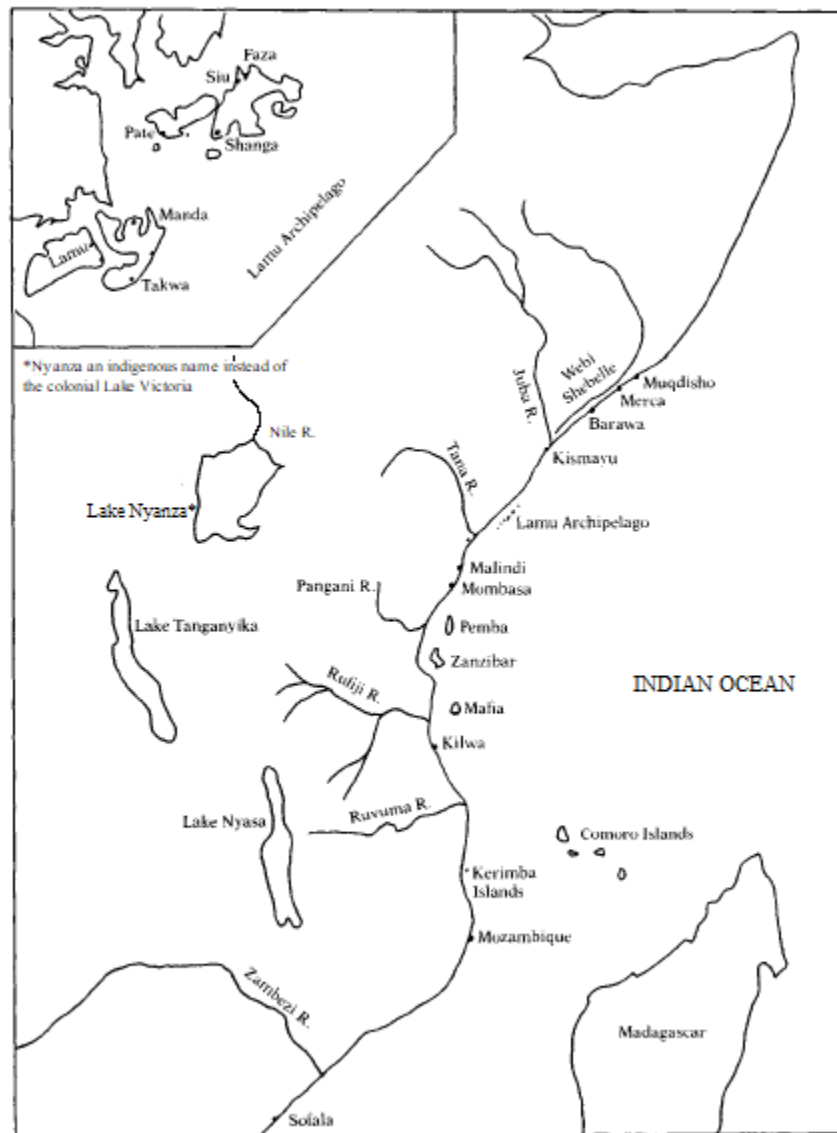 Faza
Siu
Pate
Shanga
Manda
Lamu
Takwa
Lamu Archipelago
*Nyanza an indigenous name instead of
the colonial Lake Victoria
Nile R.
Lake Nyanza*
Juba R.
Webi
Shebelle
Muqdisho
Merca
Barawa
Kismayu
Tana R.
Lamu Archipelago
Malindi
Mombasa
Pangani R.
Pemba
Lake Tanganyika
Zanzibar
Rufiji R.
INDIAN OCEAN
Mafia
Kilwa
Lake Nyasa
Ruvuma R.
Comoro Islands
Kerimba
Islands
Mozambique
Zambezi R.
Madagascar
Sofala